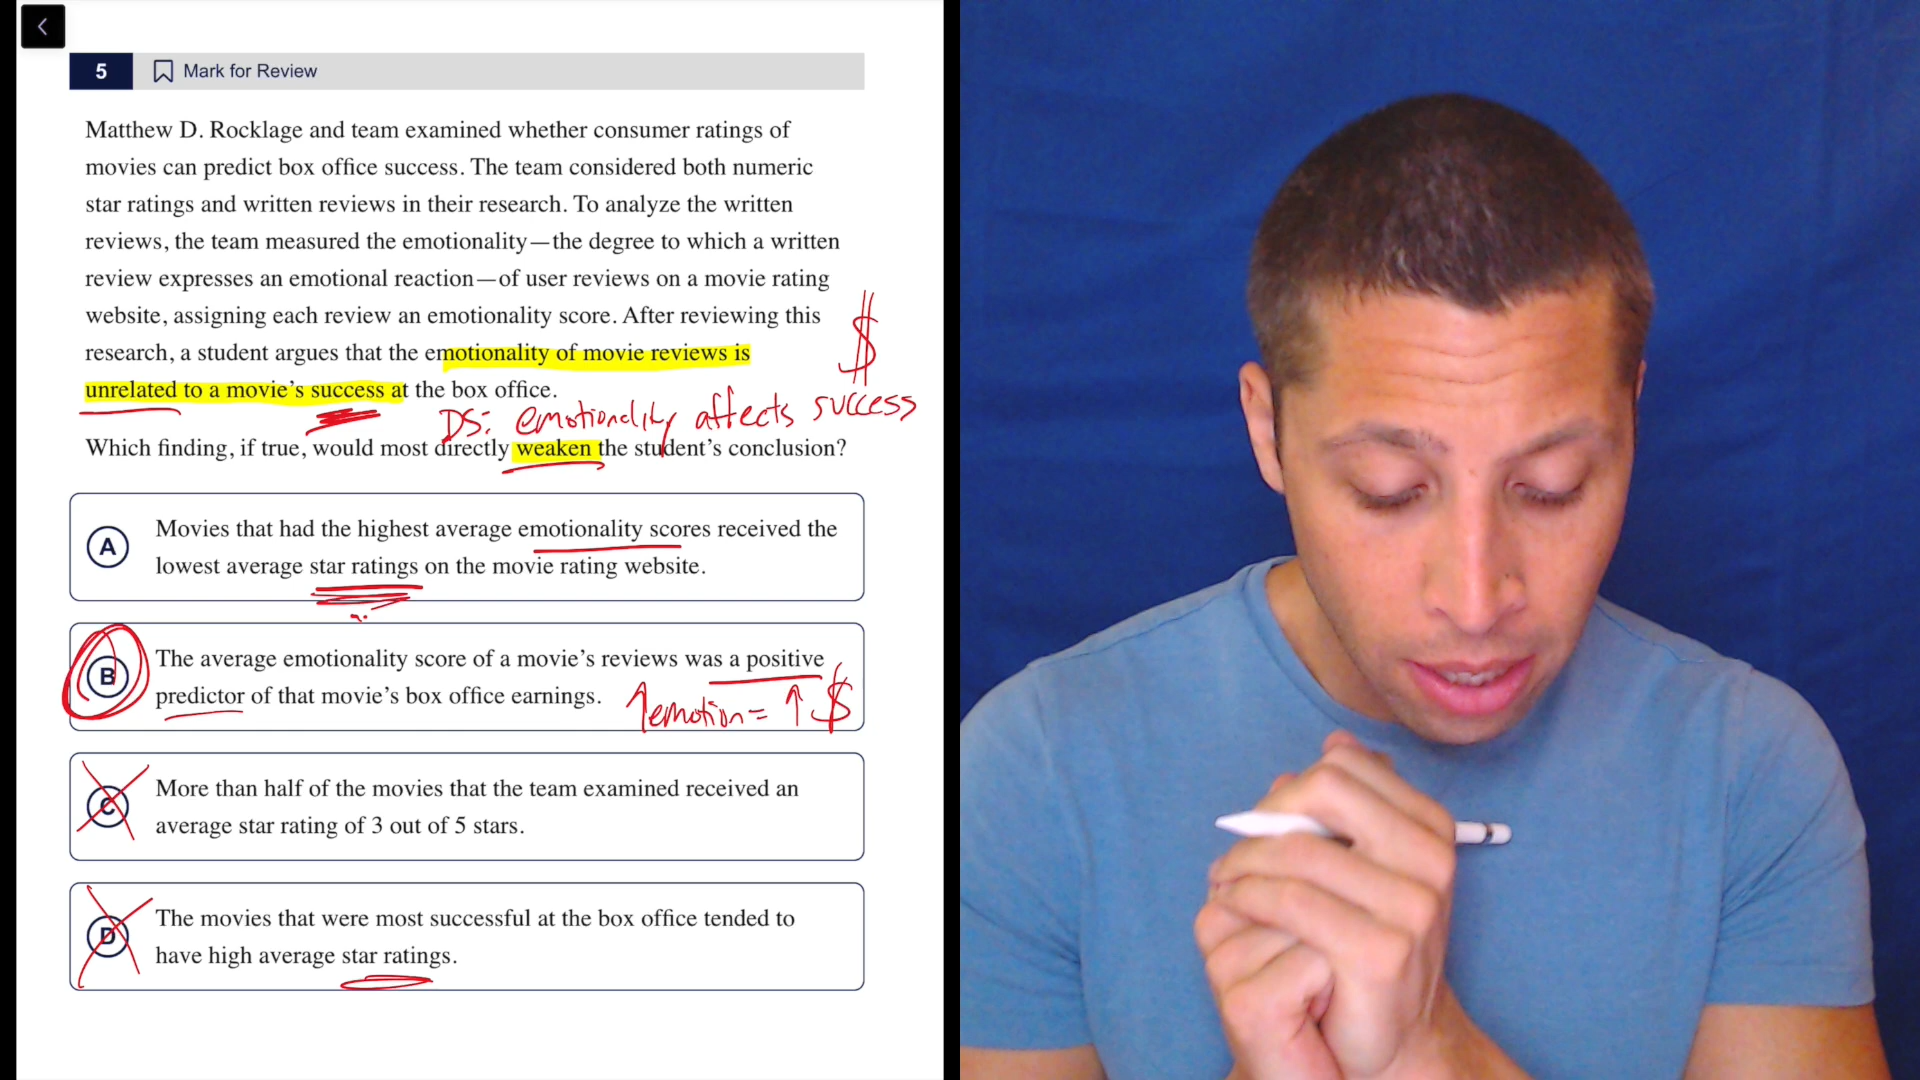 5 Mark for Review
Matthew D. Rocklage and team examined whether consumer ratings of
movies can predict box office success. The team considered both numeric
star ratings and written reviews in their research. To analyze the written
reviews, the team measured the emotionality—the degree to which a written
review expresses an emotional reaction—of user reviews on a movie rating
website, assigning each review an emotionality score. After reviewing this
research, a student argues that the emotionality of movie reviews is
$
unrelated to a movie's success at the box office.
DS: emotionality affects success
Which finding, if true, would most directly weaken the student's conclusion?
A Movies that had the highest average emotionality scores received the
lowest average star ratings on the movie rating website.
B The average emotionality score of a movie's reviews was a positive
predictor of that movie's box office earnings.
↑emotion = ↑ $
C More than half of the movies that the team examined received an
average star rating of 3 out of 5 stars.
D The movies that were most successful at the box office tended to
have high average star ratings.